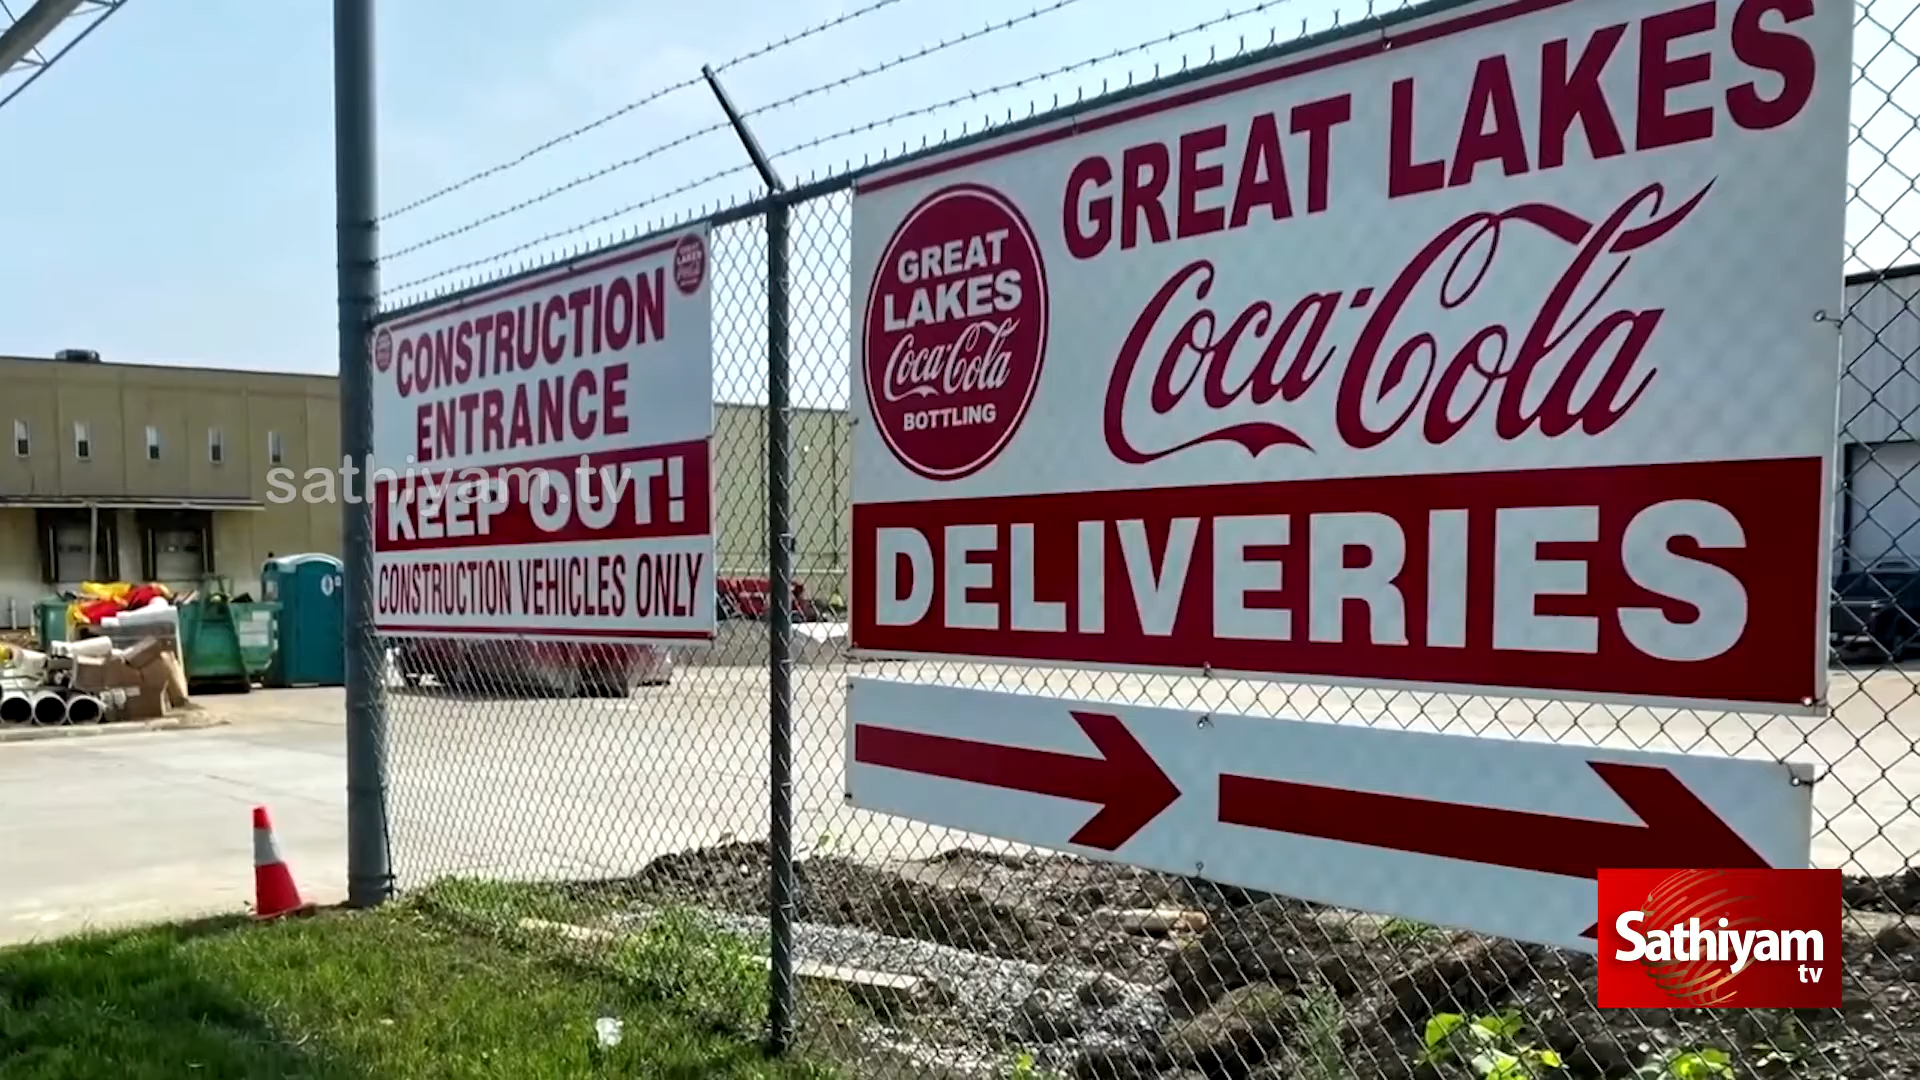 CONSTRUCTION
ENTRANCE
KEEP OUT!
CONSTRUCTION VEHICLES ONLY
sathiyam.tv
GREAT LAKES
Coca-Cola
GREAT
LAKES
Coca-Cola
BOTTLING
DELIVERIES
Sathiyam
tv